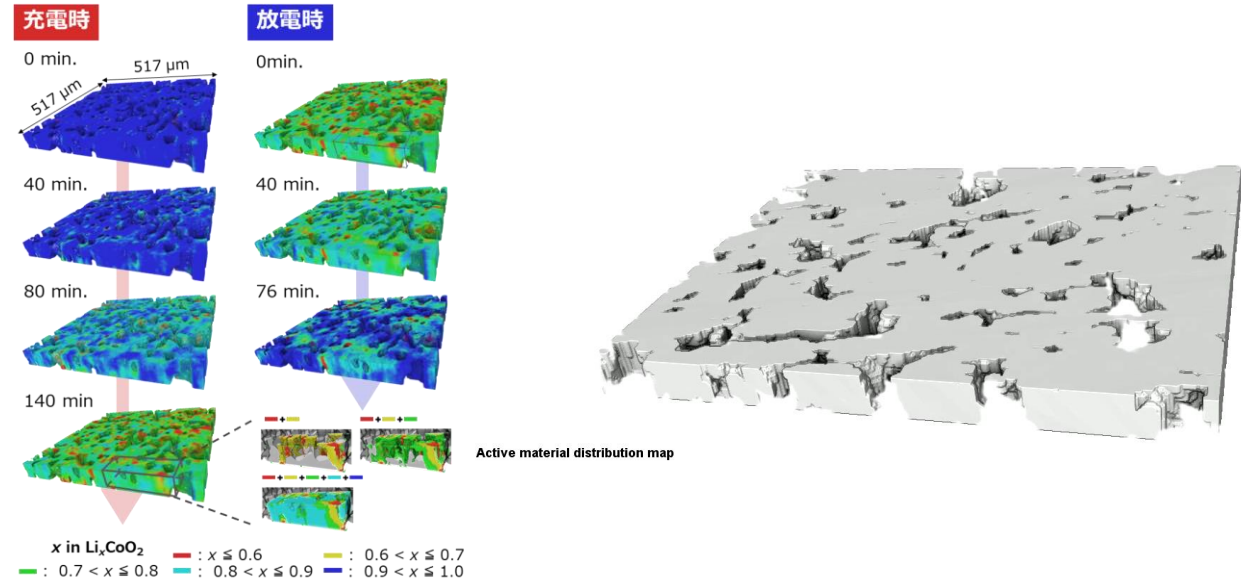 充電時
放電時
0 min.
0min.
517 µm
517 µm
40 min.
40 min.
80 min.
76 min.
140 min
Active material distribution map
x in LixCoO2
: x ≦ 0.6
: 0.6 < x ≦ 0.7
: 0.7 < x ≦ 0.8
: 0.8 < x ≦ 0.9
: 0.9 < x ≦ 1.0